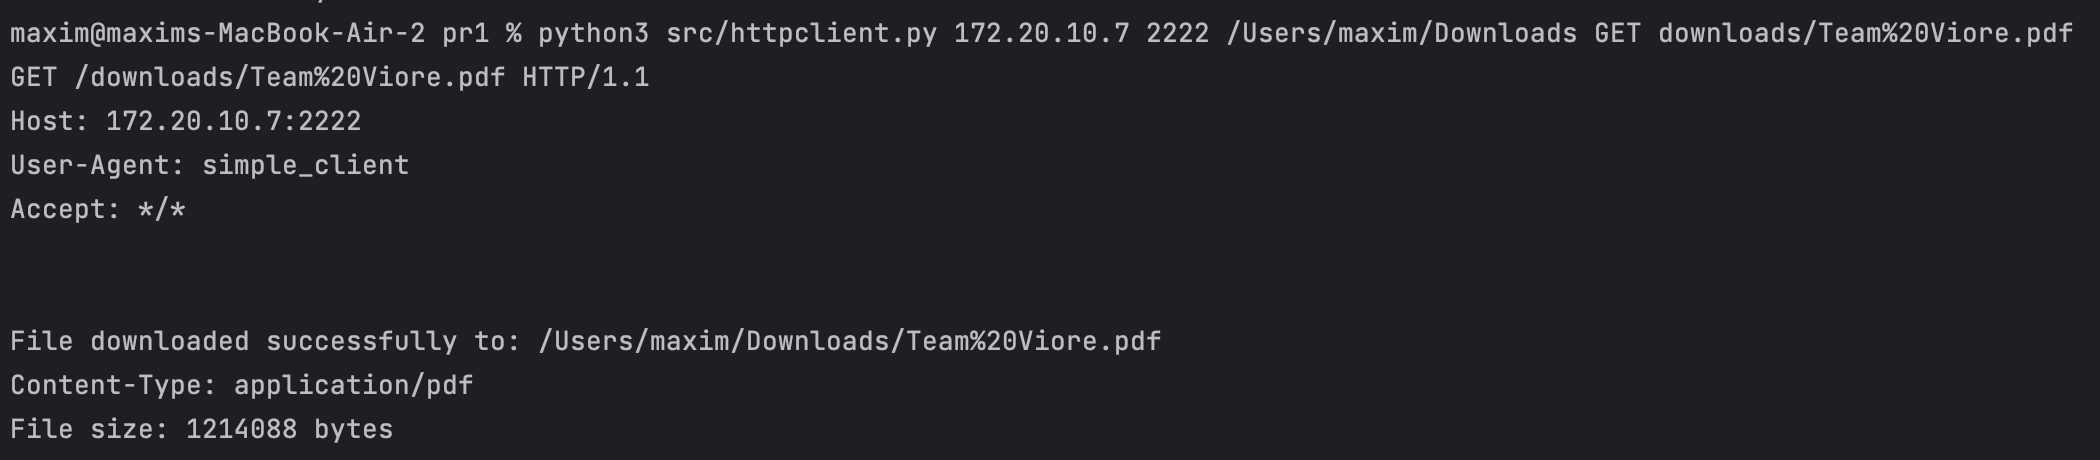 maxim@maxims-MacBook-Air-2 pr1 % python3 src/httpclient.py 172.20.10.7 2222 /Users/maxim/Downloads GET downloads/Team%20Viore.pdf
GET /downloads/Team%20Viore.pdf HTTP/1.1
Host: 172.20.10.7:2222
User-Agent: simple_client
Accept: */*
File downloaded successfully to: /Users/maxim/Downloads/Team%20Viore.pdf
Content-Type: application/pdf
File size: 1214088 bytes